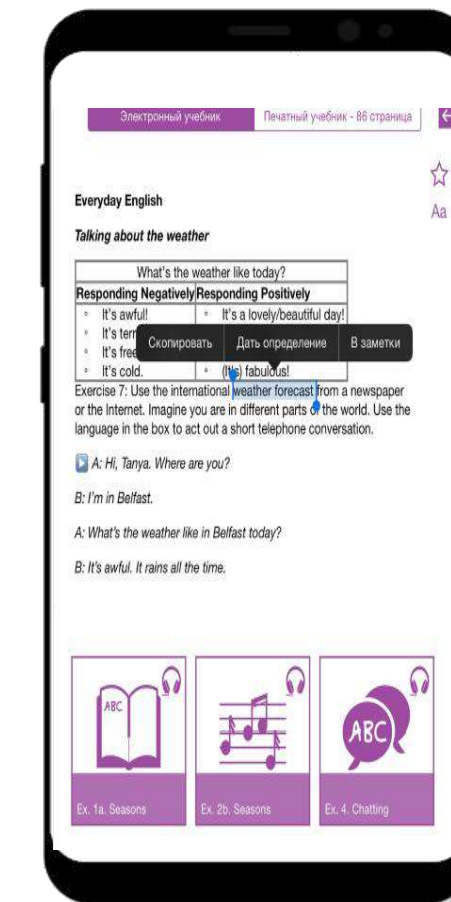 Электронный учебник
Печатный учебник - 86 страница
Aa
Everyday English
Talking about the weather
What's the weather like today?
Responding Negatively Responding Positively
It's awful! It's a lovely/beautiful day!
It's
Скопировать Дать определение В заметки
It's
It's cold. (It's) fabulous!
Exercise 7: Use the international weather forecast from a newspaper
or the Internet. Imagine you are in different parts of the world. Use the
language in the box to act out a short telephone conversation.
A: Hi, Tanya. Where are you?
B: I'm in Belfast.
A: What's the weather like in Belfast today?
B: It's awful. It rains all the time.
ABC
ABC
Ex. 1a. Seasons
Ex. 2b. Seasons
Ex. 4. Chatting